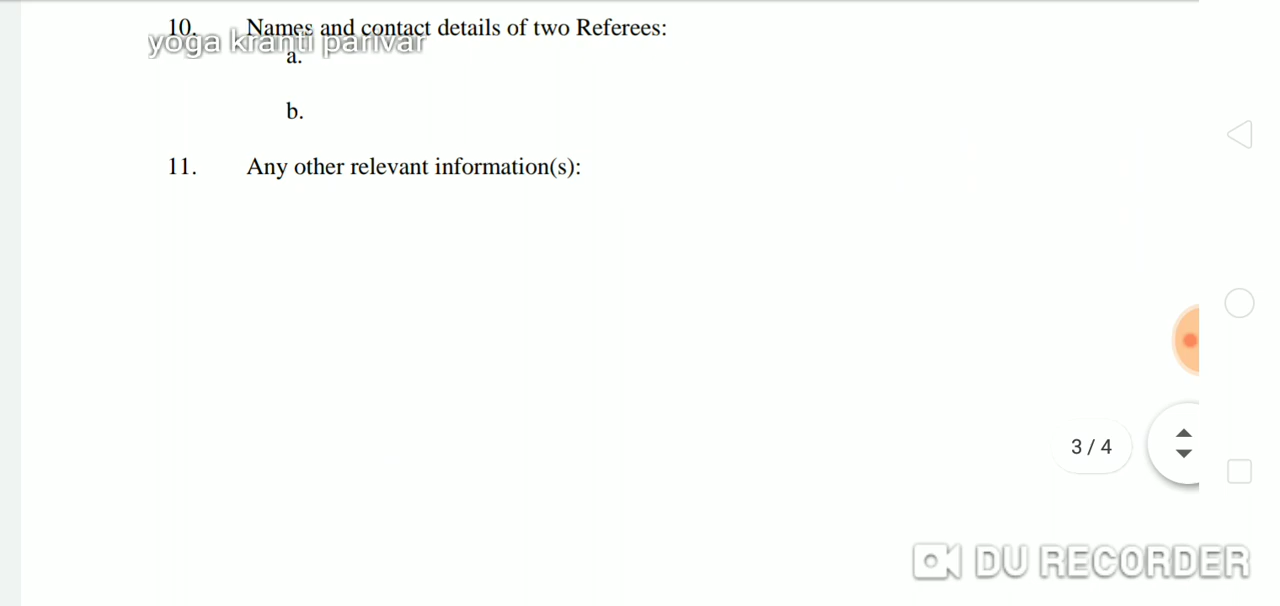 10. Names and contact details of two Referees:
yoga kranti parivar
a.
b.
11. Any other relevant information(s):
3 / 4
DU RECORDER